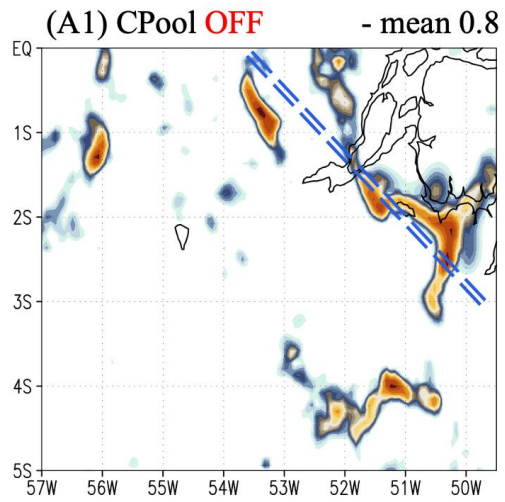 (A1) CPool OFF - mean 0.8
EQ
1S
2S
3S
4S
5S
57W 56W 55W 54W 53W 52W 51W 50W